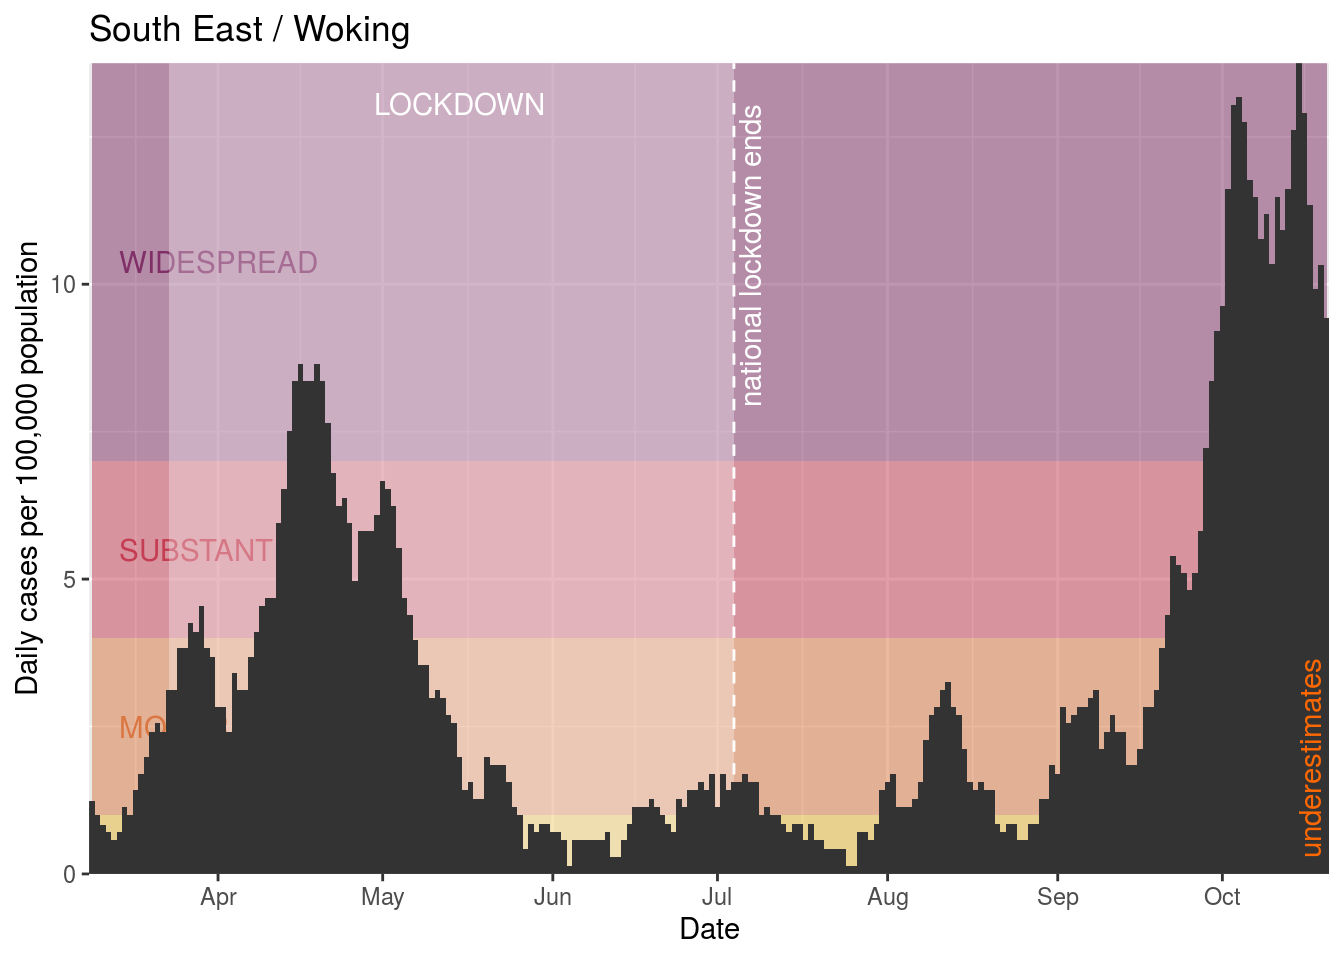 South East / Woking
LOCKDOWN
national lockdown ends
WIDESPREAD
SUBSTANT
MO
underestimates
Daily cases per 100,000 population
10
5
0
Apr
May
Jun
Jul
Aug
Sep
Oct
Date